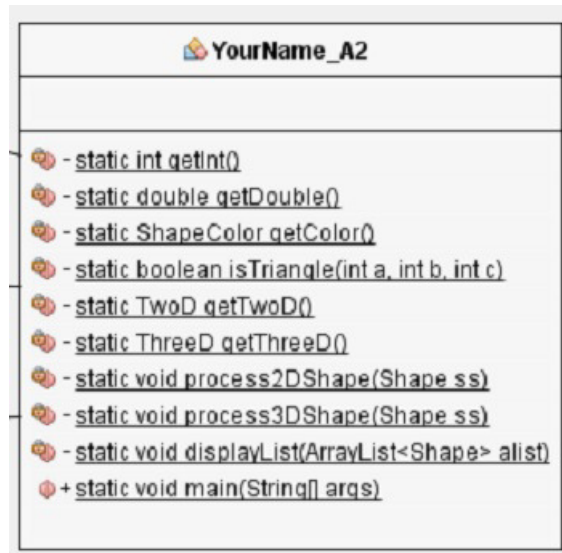 YourName_A2
- static int getInt()
- static double getDouble()
- static ShapeColor getColor()
- static boolean isTriangle(int a, int b, int c)
- static TwoD getTwoD()
- static ThreeD getThreeD()
- static void process2DShape(Shape ss)
- static void process3DShape(Shape ss)
- static void displayList(ArrayList<Shape> alist)
+ static void main(String[] args)